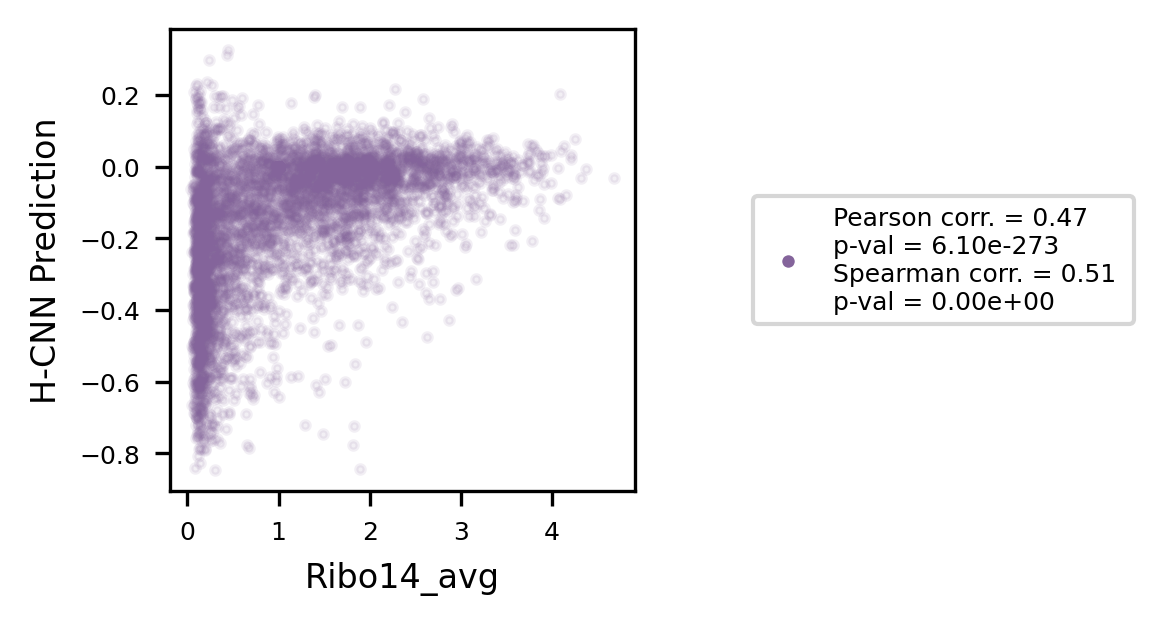 H-CNN Prediction
0.2
0.0
−0.2
−0.4
−0.6
−0.8
0 1 2 3 4
Ribo14_avg
Pearson corr. = 0.47
p-val = 6.10e-273
Spearman corr. = 0.51
p-val = 0.00e+00